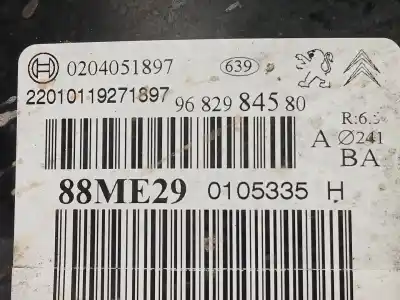 0204051897 639
22010119271897
96 829 845 80
R:6.5
A Ø241
BA
88ME29 0105335 H